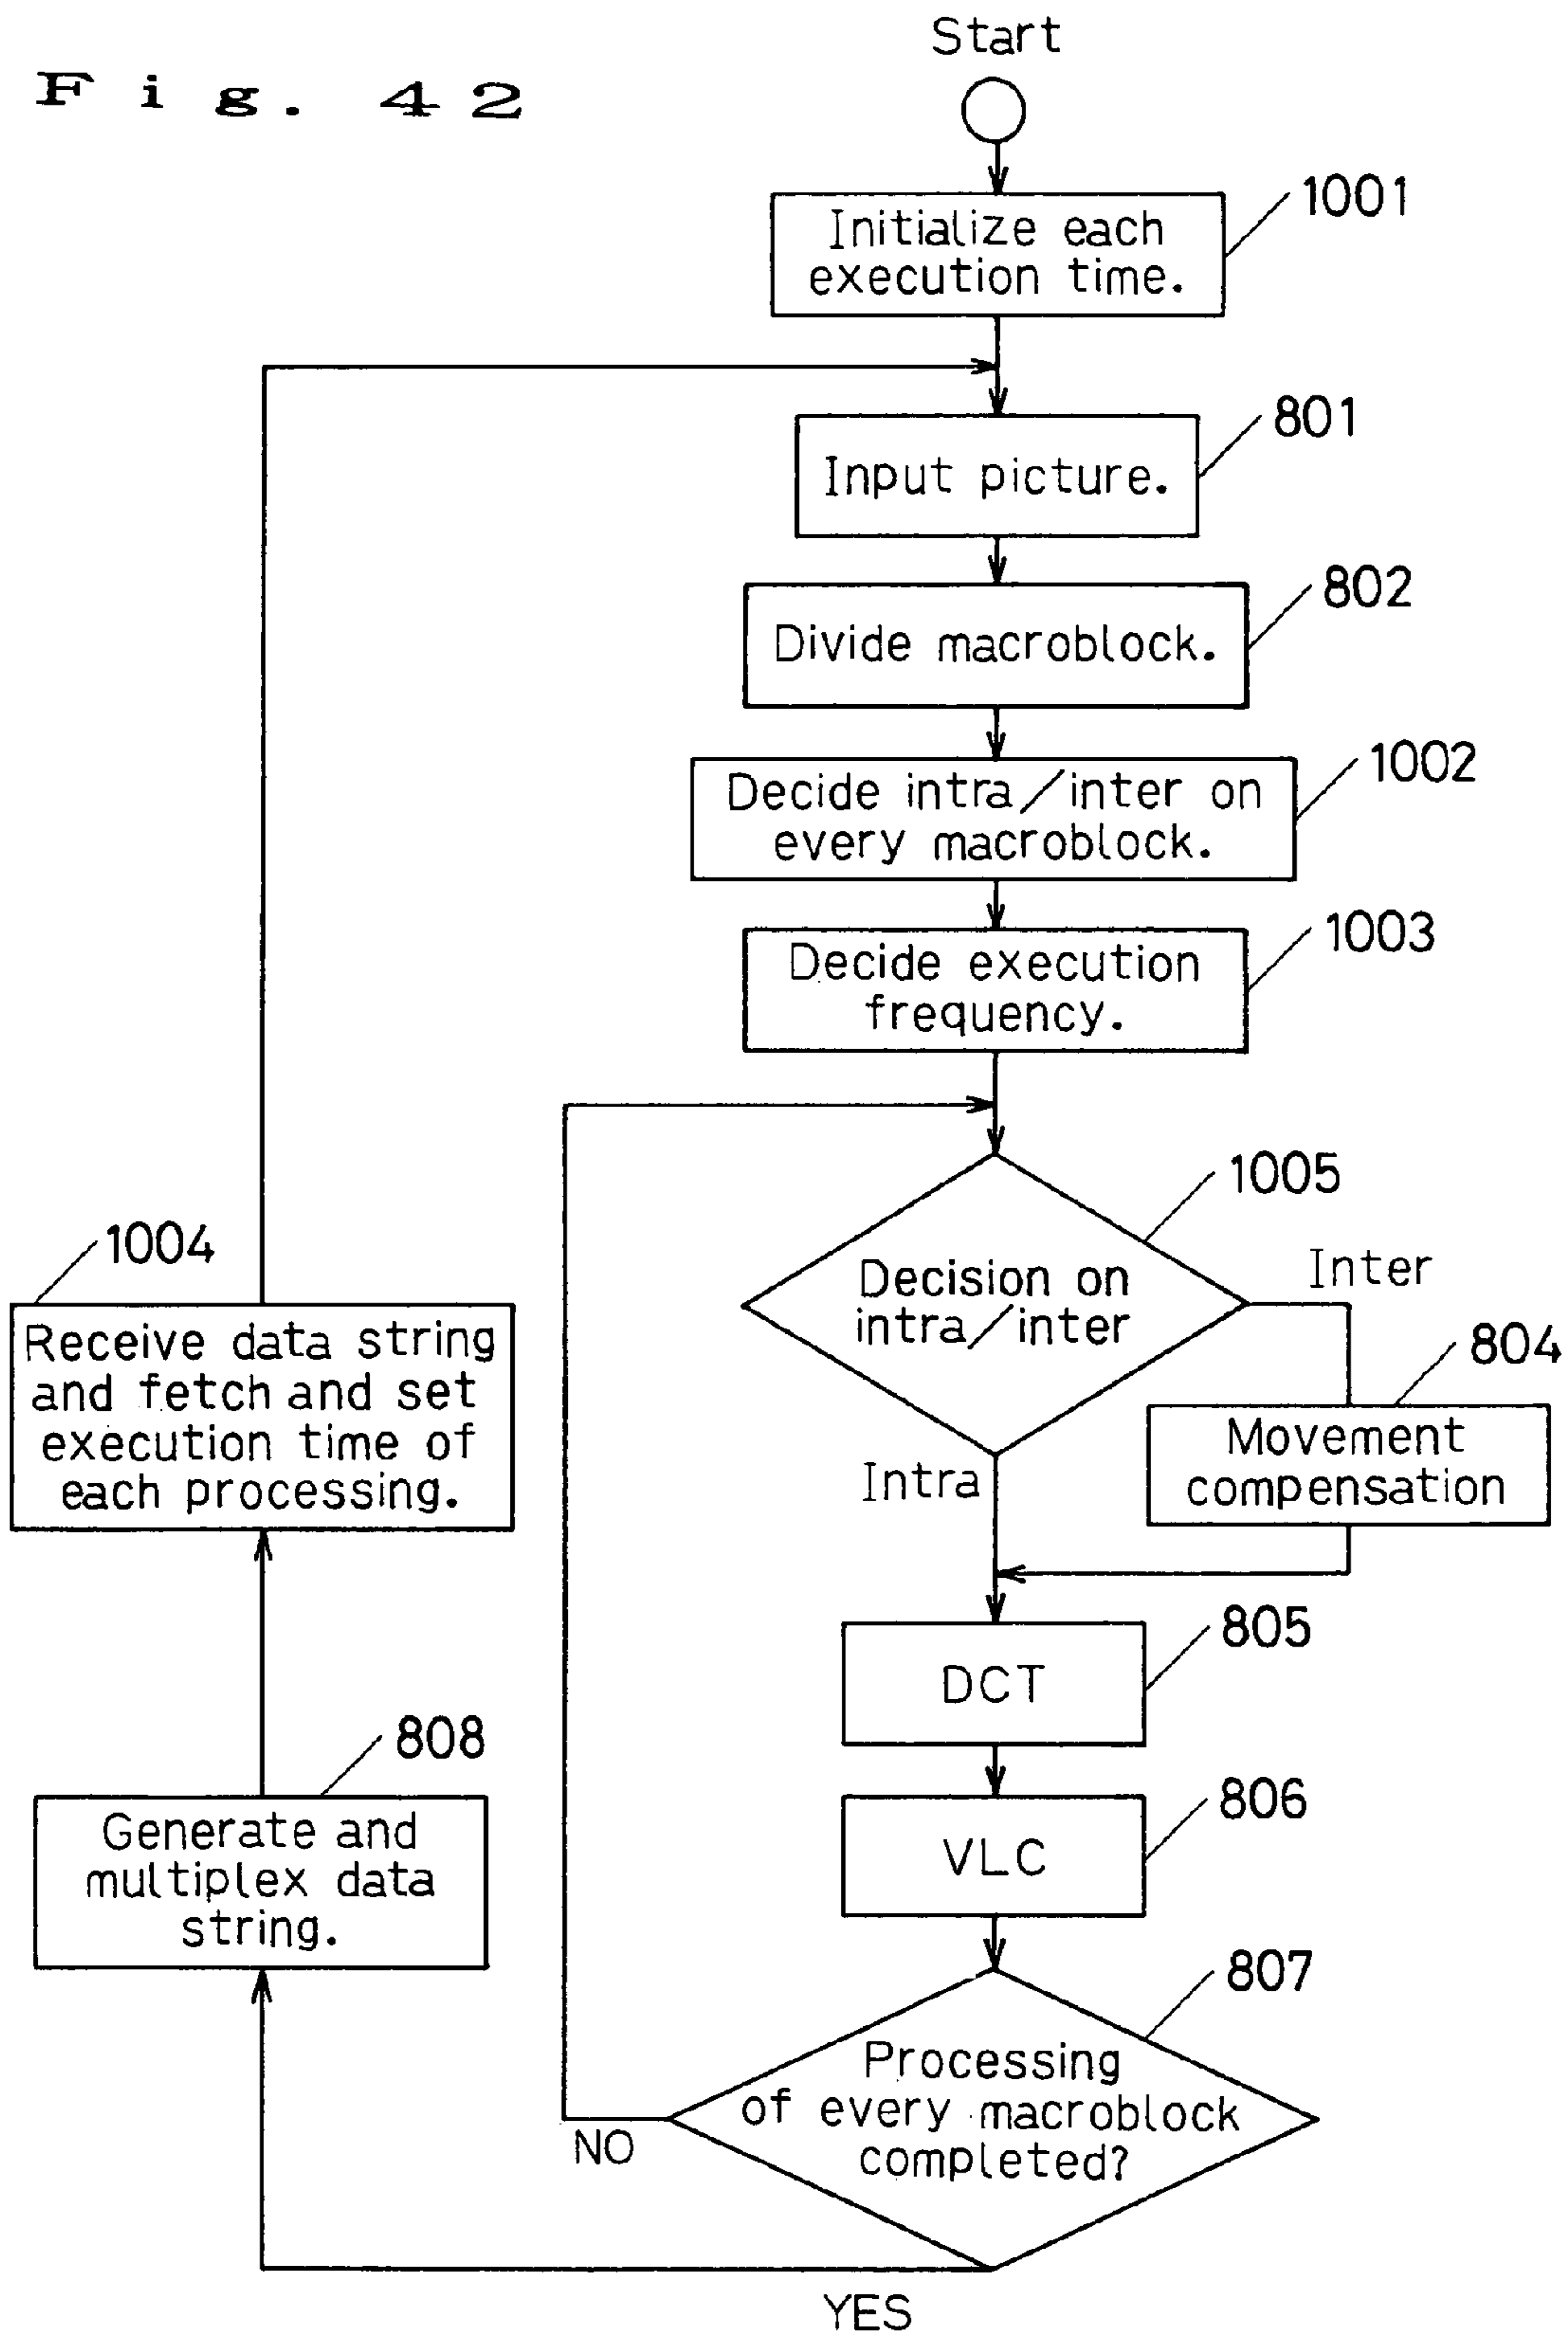 Start
Fig. 42
1001
Initialize each
execution time.
801
Input picture.
802
Divide macroblock.
1002
Decide intra/inter on
every macroblock.
1003
Decide execution
frequency.
1005
Decision on
intra/inter
Inter
804
Movement
compensation
Intra
1004
Receive data string
and fetch and set
execution time of
each processing.
805
DCT
808
Generate and
multiplex data
string.
806
VLC
807
Processing
of every macroblock
completed?
NO
YES